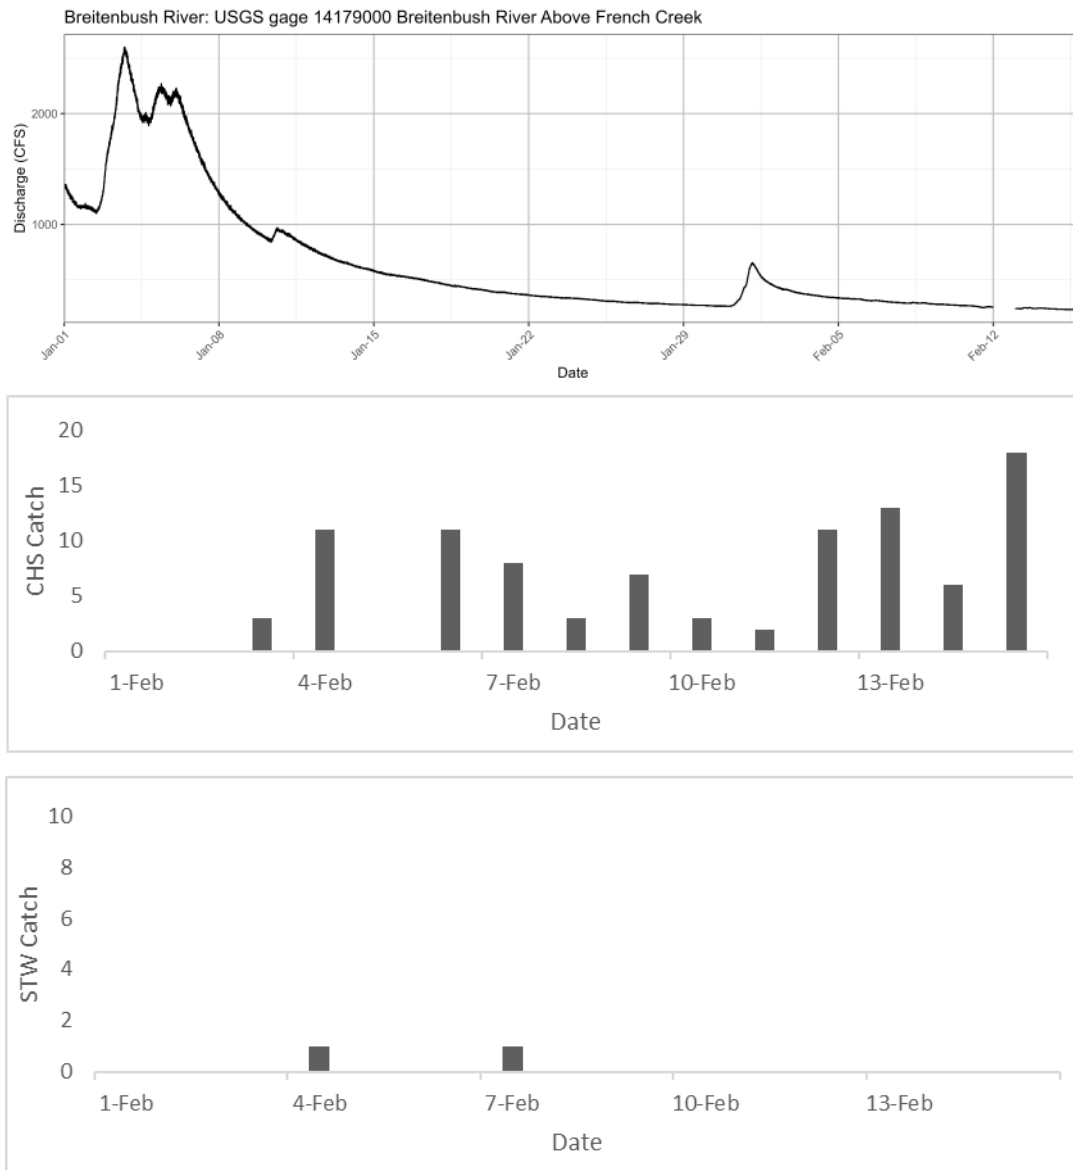 Breitenbush River: USGS gage 14179000 Breitenbush River Above French Creek
Discharge (CFS)
2000
1000
Jan-01
Jan-08
Jan-15
Jan-22
Jan-29
Feb-05
Feb-12
Date
CHS Catch
20
15
10
5
0
1-Feb
4-Feb
7-Feb
10-Feb
13-Feb
Date
STW Catch
10
8
6
4
2
0
1-Feb
4-Feb
7-Feb
10-Feb
13-Feb
Date